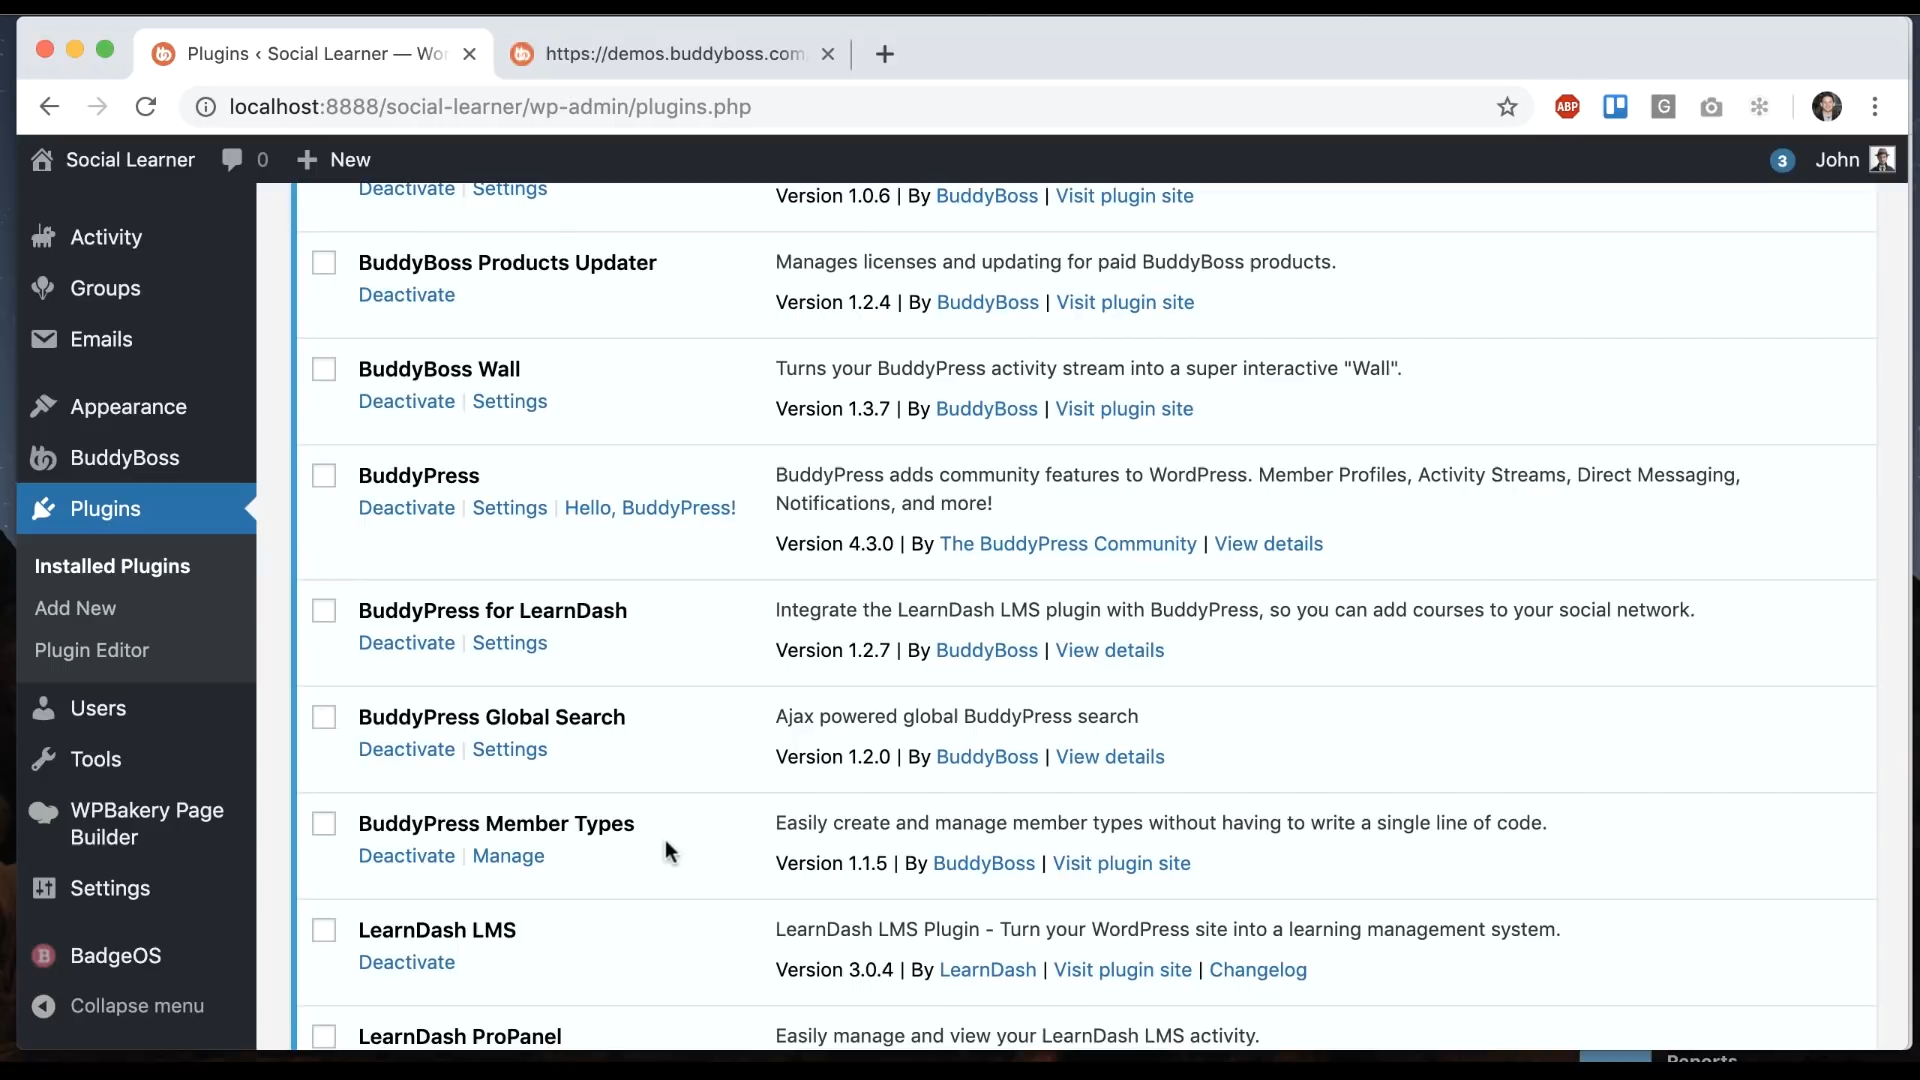 Plugins ‹ Social Learner — Wor
https://demos.buddyboss.com
localhost:8888/social-learner/wp-admin/plugins.php
ABP
G
Social Learner
0
New
3
John
Activity
Groups
Emails
Appearance
BuddyBoss
Plugins
Installed Plugins
Add New
Plugin Editor
Users
Tools
WPBakery Page
Builder
Settings
B
BadgeOS
Collapse menu
Deactivate | Settings
Version 1.0.6 | By BuddyBoss | Visit plugin site
BuddyBoss Products Updater
Deactivate
Manages licenses and updating for paid BuddyBoss products.
Version 1.2.4 | By BuddyBoss | Visit plugin site
BuddyBoss Wall
Deactivate | Settings
Turns your BuddyPress activity stream into a super interactive "Wall".
Version 1.3.7 | By BuddyBoss | Visit plugin site
BuddyPress
Deactivate | Settings | Hello, BuddyPress!
BuddyPress adds community features to WordPress. Member Profiles, Activity Streams, Direct Messaging,
Notifications, and more!
Version 4.3.0 | By The BuddyPress Community | View details
BuddyPress for LearnDash
Deactivate | Settings
Integrate the LearnDash LMS plugin with BuddyPress, so you can add courses to your social network.
Version 1.2.7 | By BuddyBoss | View details
BuddyPress Global Search
Deactivate | Settings
Ajax powered global BuddyPress search
Version 1.2.0 | By BuddyBoss | View details
BuddyPress Member Types
Deactivate | Manage
Easily create and manage member types without having to write a single line of code.
Version 1.1.5 | By BuddyBoss | Visit plugin site
LearnDash LMS
Deactivate
LearnDash LMS Plugin - Turn your WordPress site into a learning management system.
Version 3.0.4 | By LearnDash | Visit plugin site | Changelog
LearnDash ProPanel
Easily manage and view your LearnDash LMS activity.
Reports